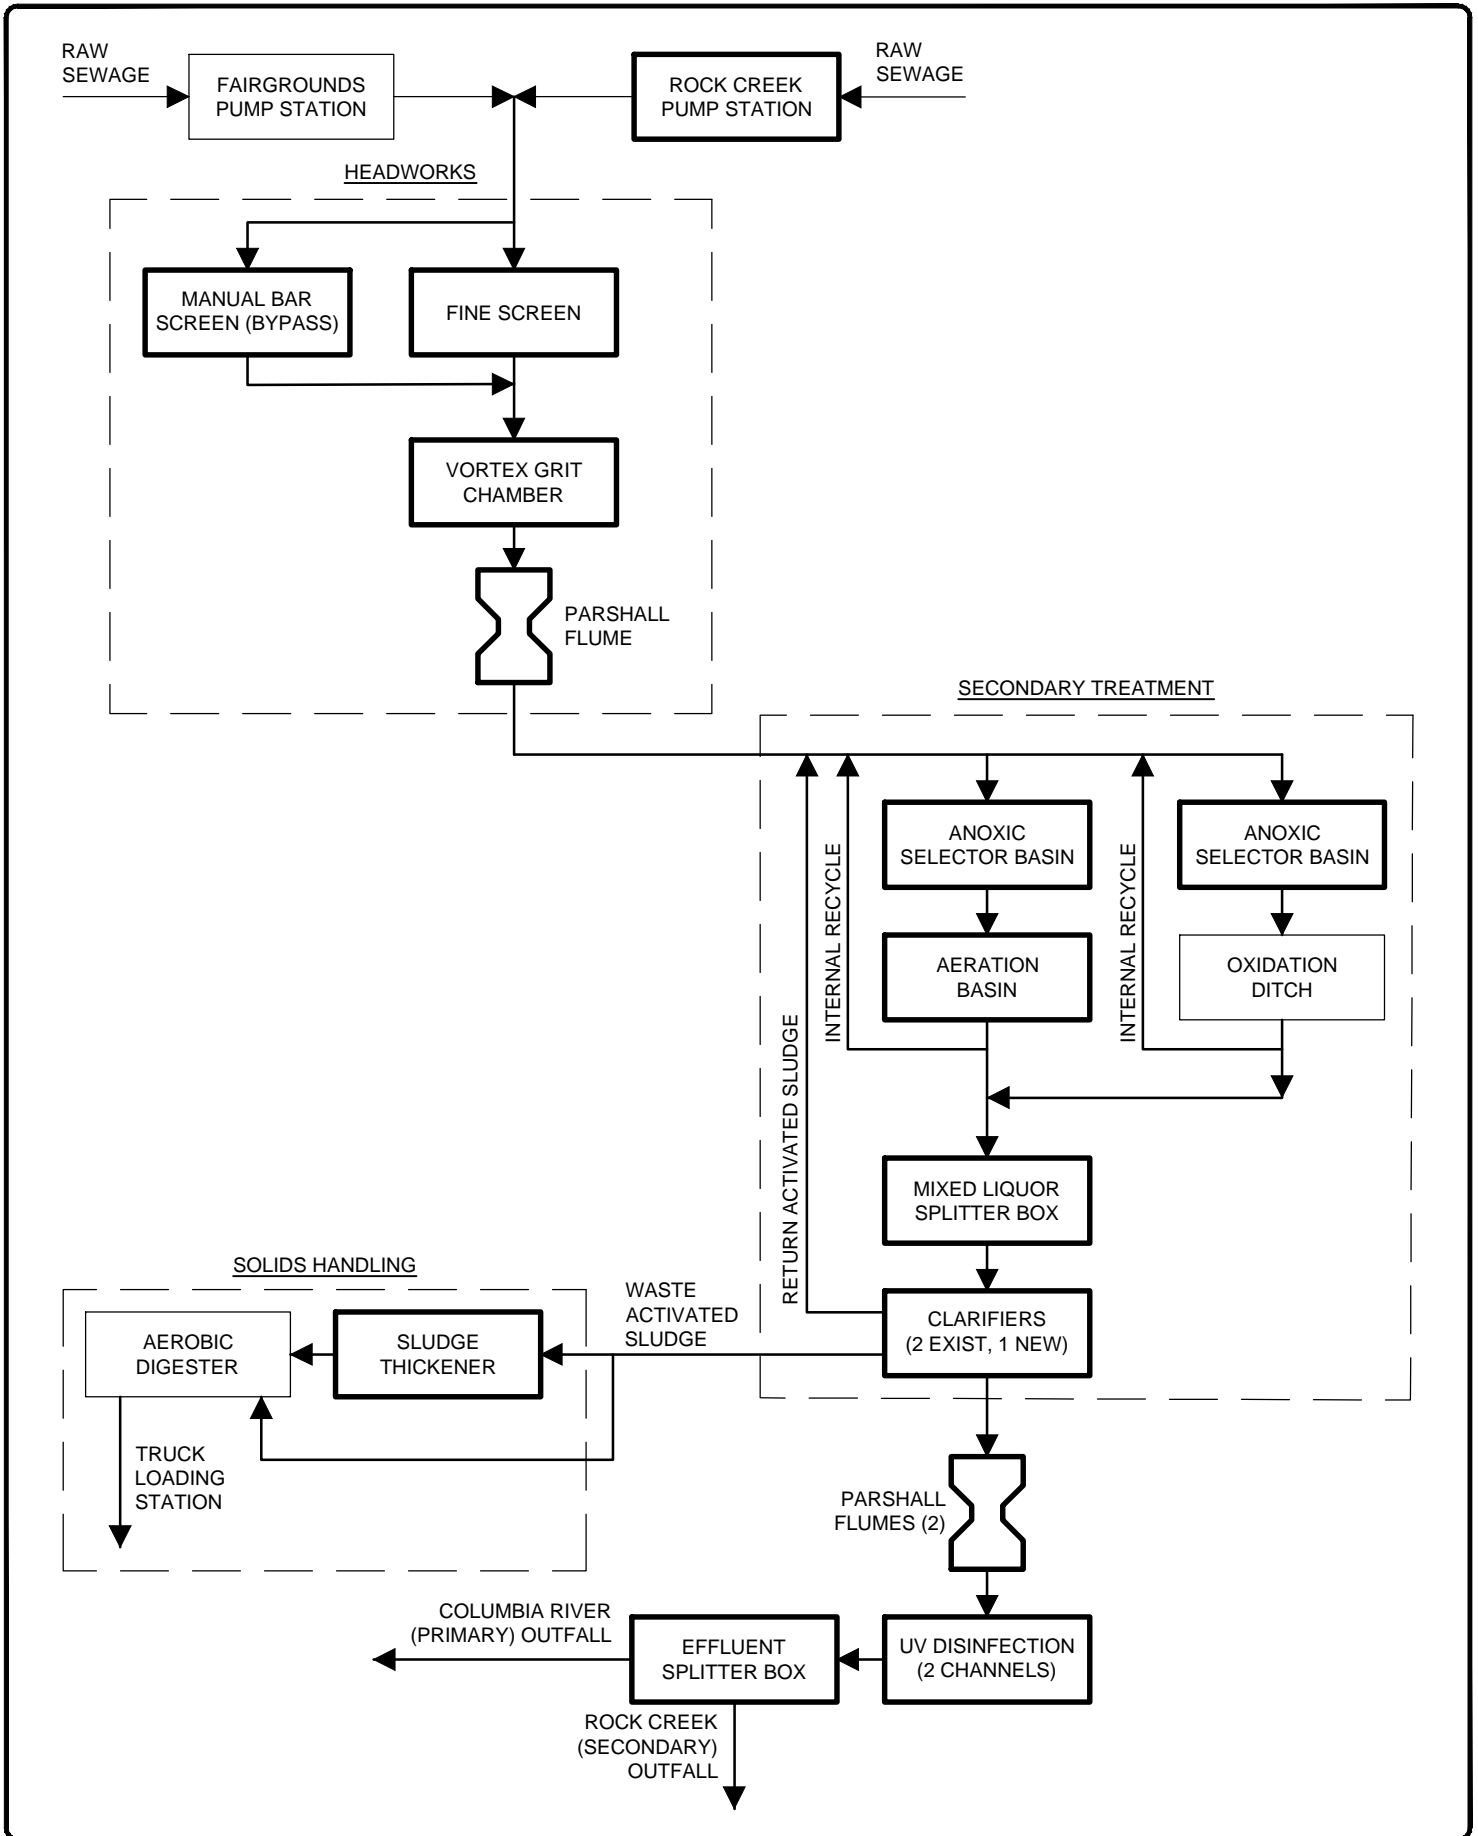 RAW
SEWAGE
FAIRGROUNDS
PUMP STATION
ROCK CREEK
PUMP STATION
RAW
SEWAGE
HEADWORKS
MANUAL BAR
SCREEN (BYPASS)
FINE SCREEN
VORTEX GRIT
CHAMBER
PARSHALL
FLUME
SECONDARY TREATMENT
ANOXIC
SELECTOR BASIN
ANOXIC
SELECTOR BASIN
INTERNAL RECYCLE
INTERNAL RECYCLE
AERATION
BASIN
OXIDATION
DITCH
RETURN ACTIVATED SLUDGE
MIXED LIQUOR
SPLITTER BOX
CLARIFIERS
(2 EXIST, 1 NEW)
SOLIDS HANDLING
WASTE
ACTIVATED
SLUDGE
AEROBIC
DIGESTER
SLUDGE
THICKENER
TRUCK
LOADING
STATION
PARSHALL
FLUMES (2)
COLUMBIA RIVER
(PRIMARY) OUTFALL
EFFLUENT
SPLITTER BOX
UV DISINFECTION
(2 CHANNELS)
ROCK CREEK
(SECONDARY)
OUTFALL